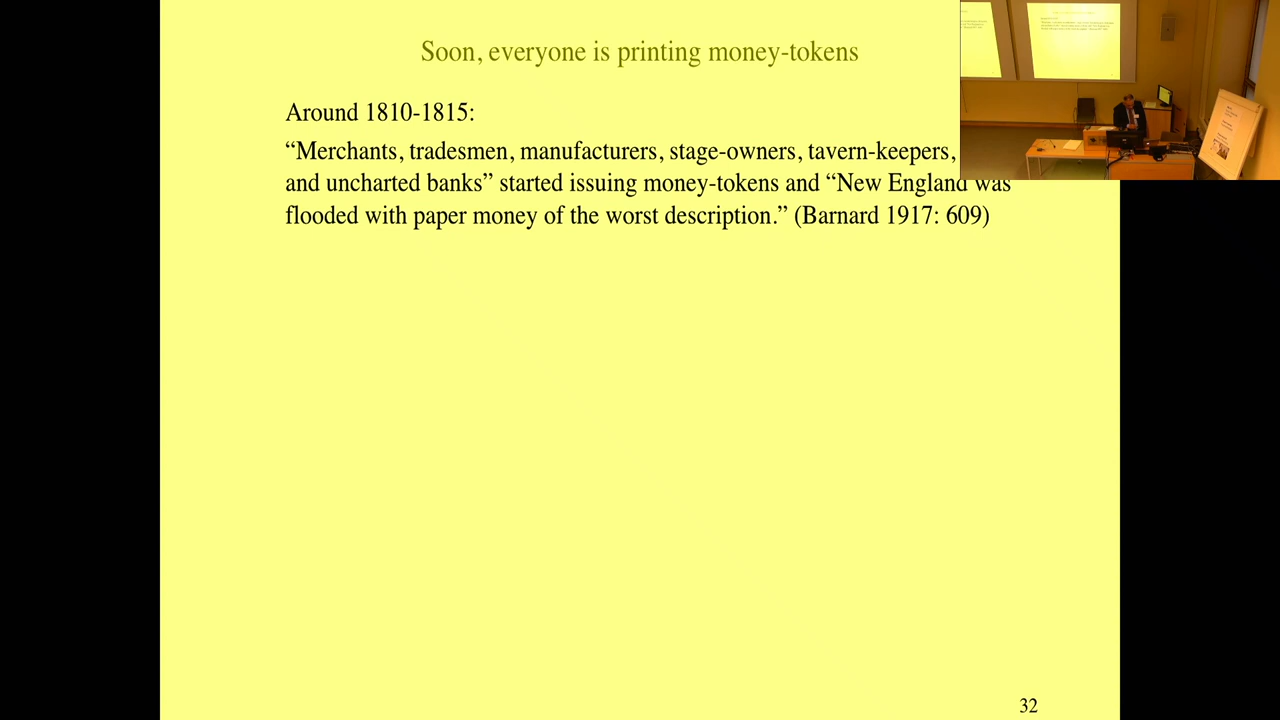 Soon, everyone is printing money-tokens
Around 1810-1815:
“Merchants, tradesmen, manufacturers, stage-owners, tavern-keepers,
and uncharted banks” started issuing money-tokens and “New England was
flooded with paper money of the worst description.” (Barnard 1917: 609)
32